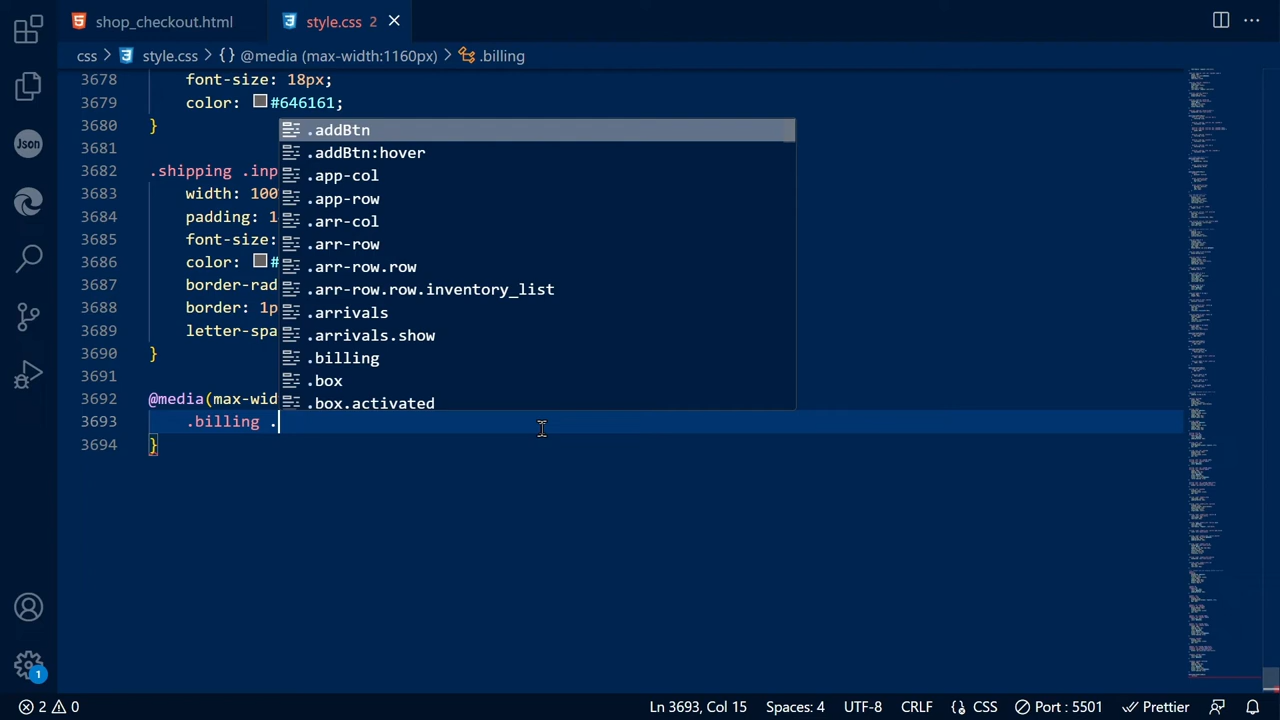 shop_checkout.html
style.css 2
css > style.css > {} @media (max-width:1160px) > .billing
3678 font-size: 18px;
3679 color: #646161;
3680 }
3681
3682 .shipping .inp
3683 width: 100
3684 padding: 1
3685 font-size:
3686 color: #
3687 border-rad
3688 border: 1p
3689 letter-spa
3690 }
3691
3692 @media(max-wid
3693 .billing .
3694 }
.addBtn
.addBtn:hover
.app-col
.app-row
.arr-col
.arr-row
.arr-row.row
.arr-row.row.inventory_list
.arrivals
.arrivals.show
.billing
.box
.box.activated
Json
1
2 0
Ln 3693, Col 15
Spaces: 4
UTF-8
CRLF
CSS
Port : 5501
Prettier